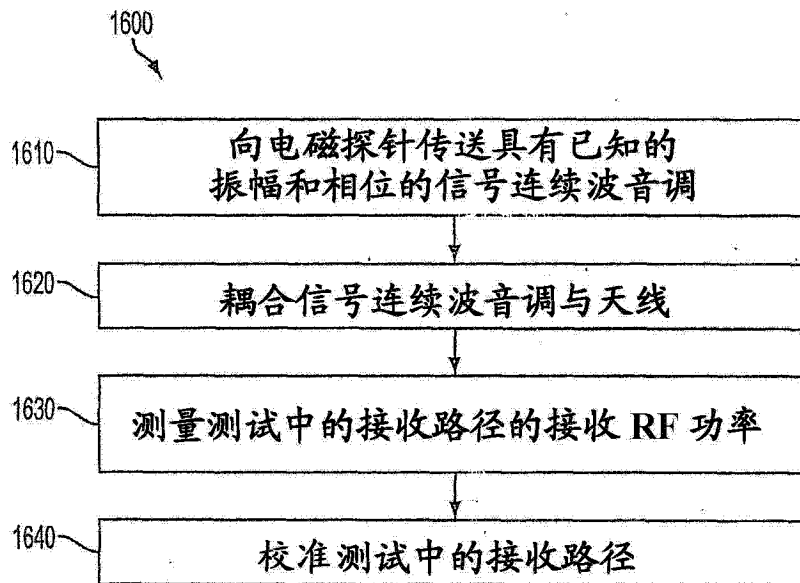 1600
1610
向电磁探针传送具有已知的
振幅和相位的信号连续波音调
1620
耦合信号连续波音调与天线
1630
测量测试中的接收路径的接收 RF 功率
1640
校准测试中的接收路径